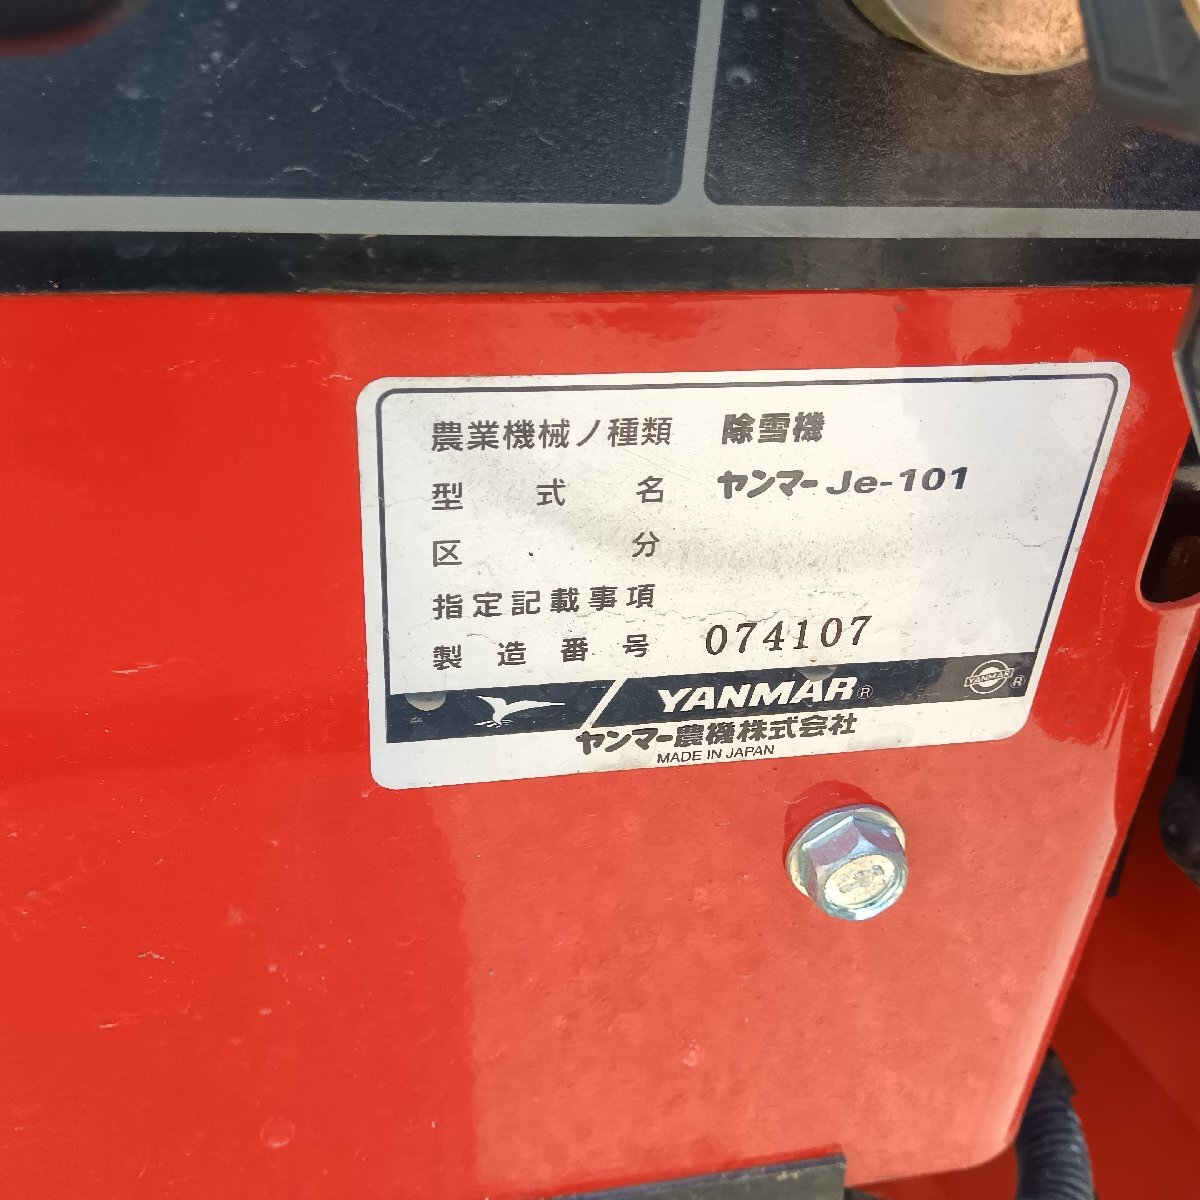 農業機械ノ種類 除雪機
型式名 ヤンマー Je-101
区分
指定記載事項
製造番号 074107
YANMAR® YANMAR ®
ヤンマー農機株式会社
MADE IN JAPAN